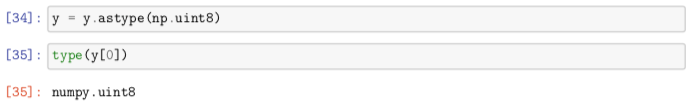 [34]: y = y.astype(np.uint8)
[35]: type(y[0])
[35]: numpy.uint8